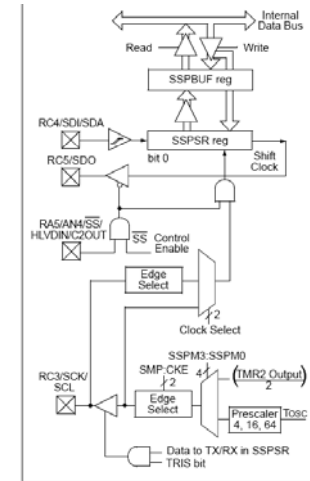 Internal
Data Bus
Read
Write
SSPBUF reg
RC4/SDI/SDA
SSPSR reg
RC5/SDO
bit 0
Shift
Clock
RA5/AN4/SS/
HLVDIN/C2OUT
SS
Control
Enable
Edge
Select
2
Clock Select
SSPM3:SSPM0
SMP:CKE
4
(TMR2 Output)
2
2
RC3/SCK/
SCL
Edge
Select
Prescaler
4, 16, 64
TOSC
Data to TX/RX in SSPSR
TRIS bit